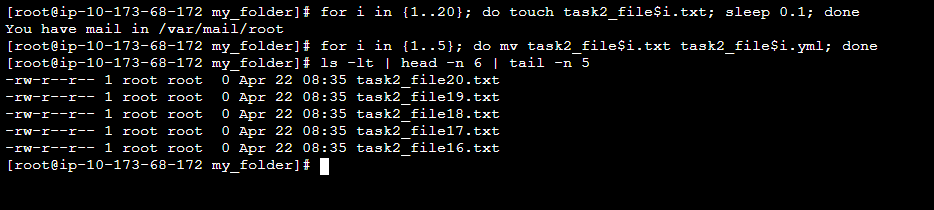 [root@ip-10-173-68-172 my_folder]# for i in {1..20}; do touch task2_file$i.txt; sleep 0.1; done
You have mail in /var/mail/root
[root@ip-10-173-68-172 my_folder]# for i in {1..5}; do mv task2_file$i.txt task2_file$i.yml; done
[root@ip-10-173-68-172 my_folder]# ls -lt | head -n 6 | tail -n 5
-rw-r--r-- 1 root root  0 Apr 22 08:35 task2_file20.txt
-rw-r--r-- 1 root root  0 Apr 22 08:35 task2_file19.txt
-rw-r--r-- 1 root root  0 Apr 22 08:35 task2_file18.txt
-rw-r--r-- 1 root root  0 Apr 22 08:35 task2_file17.txt
-rw-r--r-- 1 root root  0 Apr 22 08:35 task2_file16.txt
[root@ip-10-173-68-172 my_folder]#